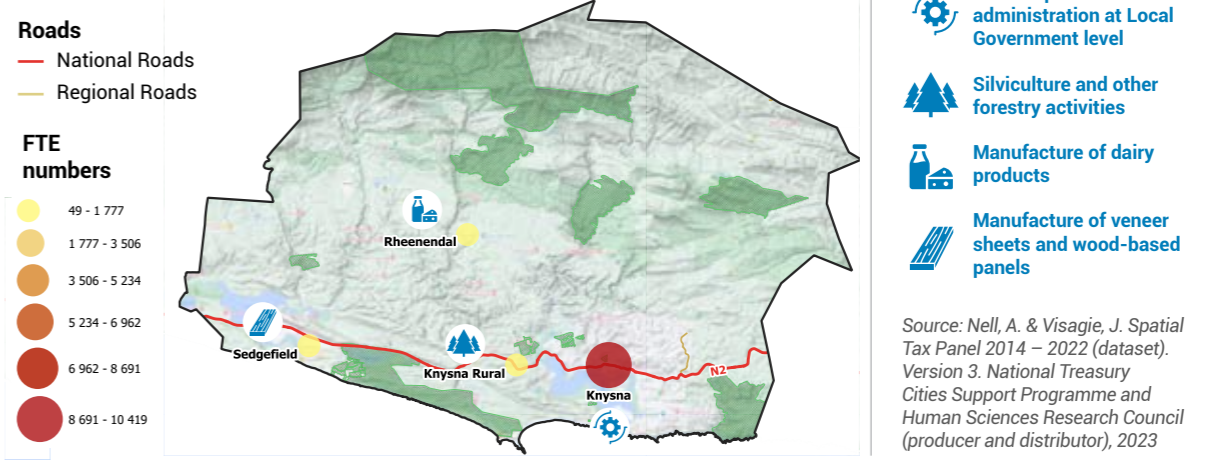 Roads
National Roads
Regional Roads
FTE
numbers
49 - 1 777
1 777 - 3 506
3 506 - 5 234
5 234 - 6 962
6 962 - 8 691
8 691 - 10 419
Rheenendal
Sedgefield
Knysna Rural
Knysna
N2
administration at Local
Government level
Silviculture and other
forestry activities
Manufacture of dairy
products
Manufacture of veneer
sheets and wood-based
panels
Source: Nell, A. & Visagie, J. Spatial
Tax Panel 2014 – 2022 (dataset).
Version 3. National Treasury
Cities Support Programme and
Human Sciences Research Council
(producer and distributor), 2023